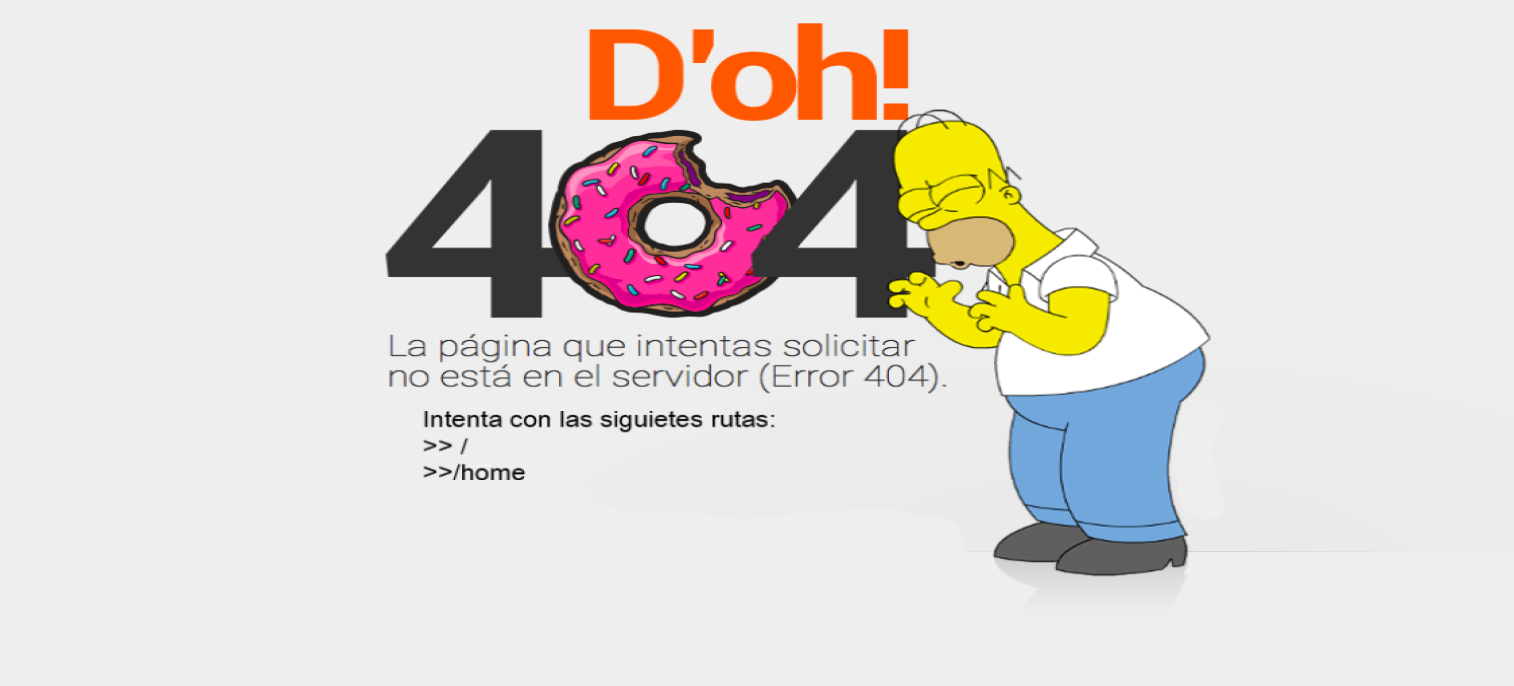 D'oh!
404
La página que intentas solicitar
no está en el servidor (Error 404).
Intenta con las siguietes rutas:
>> /
>>/home